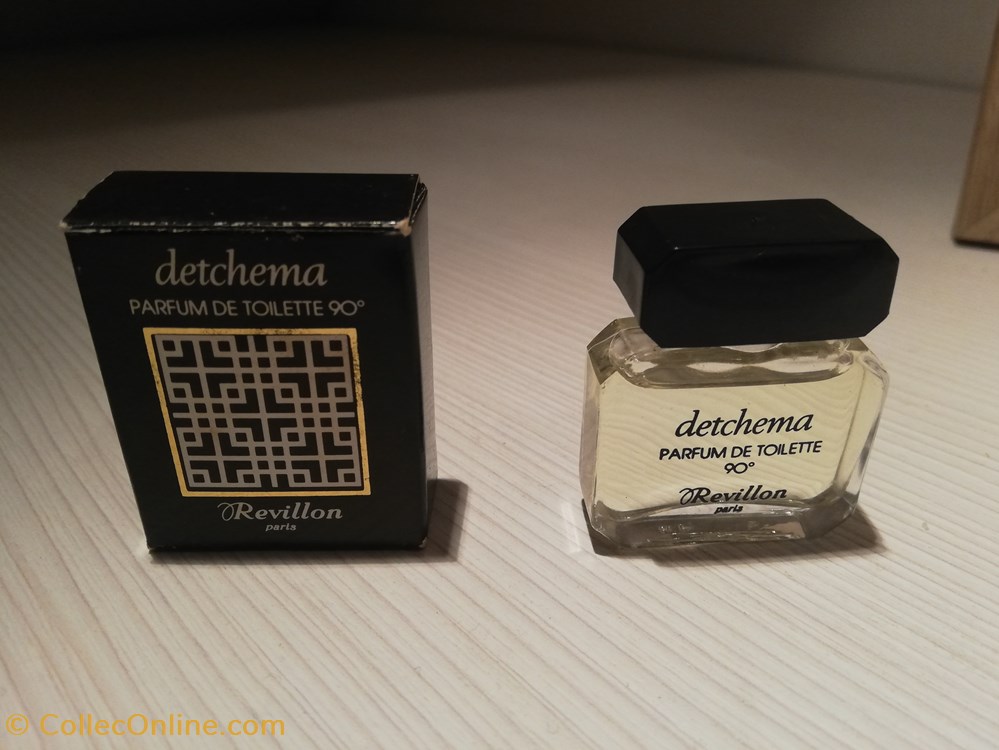 detchema
PARFUM DE TOILETTE 90°
Revillon
paris
detchema
PARFUM DE TOILETTE
90°
Revillon
paris
© CollecOnline.com